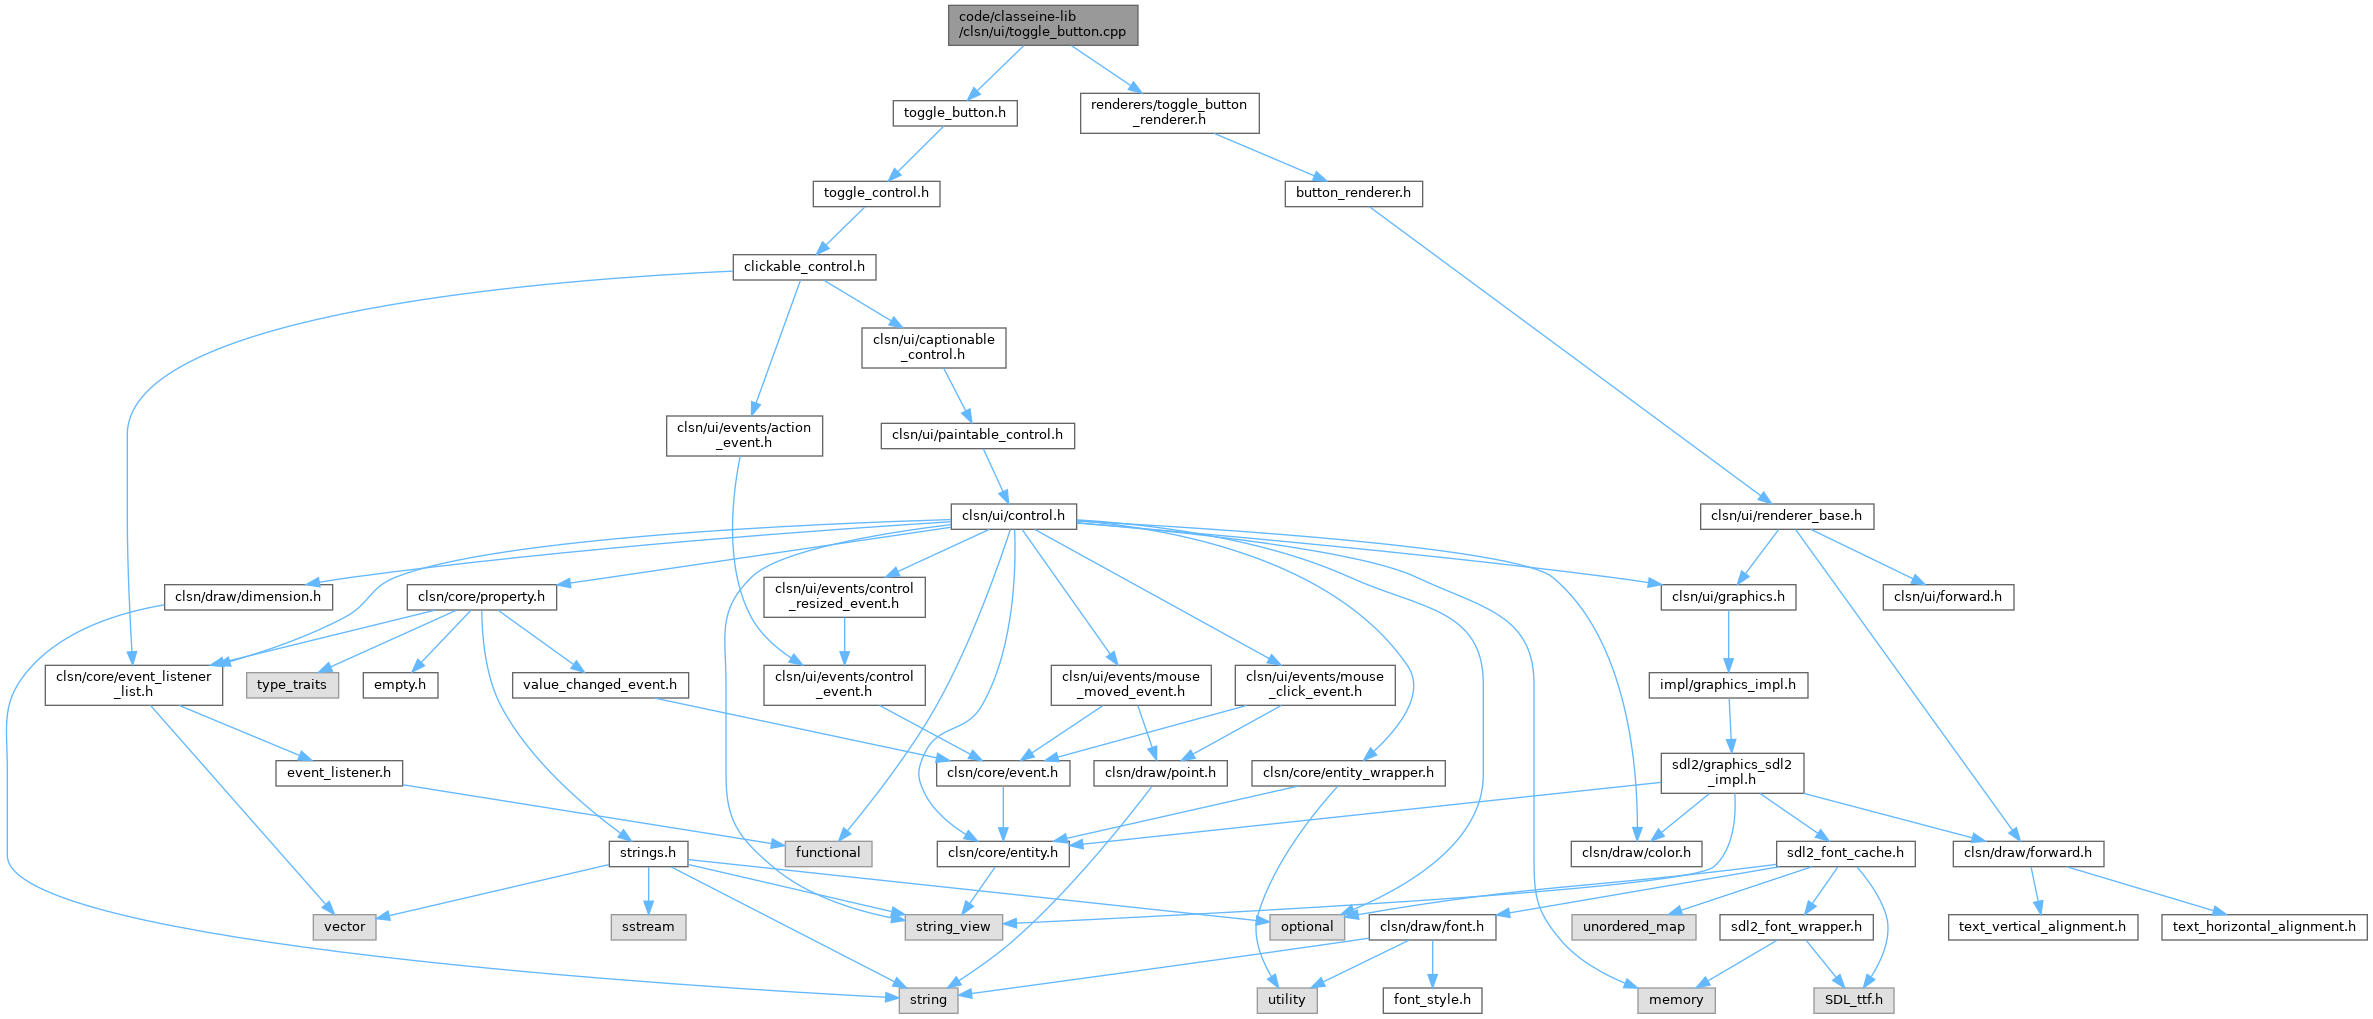 code/classeine-lib
/clsn/ui/toggle_button.cpp
toggle_button.h
renderers/toggle_button
_renderer.h
toggle_control.h
button_renderer.h
clickable_control.h
clsn/ui/captionable
_control.h
clsn/ui/events/action
_event.h
clsn/ui/paintable_control.h
clsn/ui/control.h
clsn/ui/renderer_base.h
clsn/draw/dimension.h
clsn/core/property.h
clsn/ui/events/control
_resized_event.h
clsn/ui/graphics.h
clsn/ui/forward.h
clsn/core/event_listener
_list.h
type_traits
empty.h
value_changed_event.h
clsn/ui/events/control
_event.h
clsn/ui/events/mouse
_moved_event.h
clsn/ui/events/mouse
_click_event.h
impl/graphics_impl.h
event_listener.h
clsn/core/event.h
clsn/draw/point.h
clsn/core/entity_wrapper.h
sdl2/graphics_sdl2
_impl.h
strings.h
functional
clsn/core/entity.h
clsn/draw/color.h
sdl2_font_cache.h
clsn/draw/forward.h
vector
sstream
string_view
optional
clsn/draw/font.h
unordered_map
sdl2_font_wrapper.h
text_vertical_alignment.h
text_horizontal_alignment.h
string
utility
font_style.h
memory
SDL_ttf.h